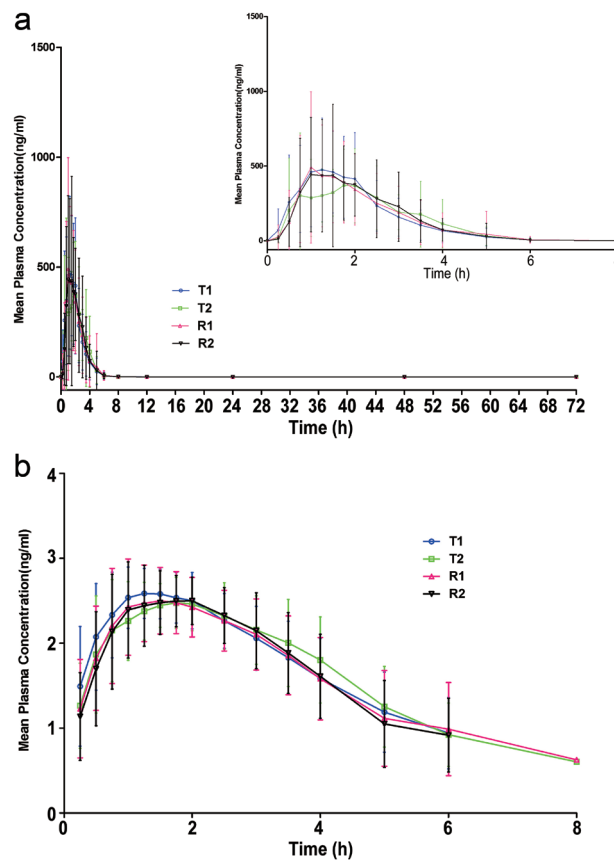 a
Mean Plasma Concentration(ng/ml)
1500
1000
500
0
0 4 8 12 16 20 24 28 32 36 40 44 48 52 56 60 64 68 72
Time (h)
Mean Plasma Concentration(ng/ml)
1500
1000
500
0
0 2 4 6
Time (h)
T1
T2
R1
R2
b
Mean Plasma Concentration(ng/ml)
4
3
2
1
0
0 2 4 6 8
Time (h)
T1
T2
R1
R2